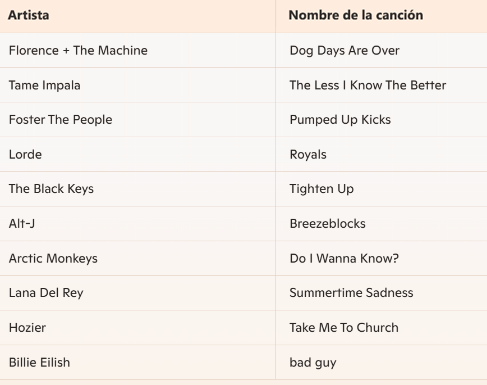 Artista Nombre de la canción
Florence + The Machine Dog Days Are Over
Tame Impala The Less I Know The Better
Foster The People Pumped Up Kicks
Lorde Royals
The Black Keys Tighten Up
Alt-J Breezeblocks
Arctic Monkeys Do I Wanna Know?
Lana Del Rey Summertime Sadness
Hozier Take Me To Church
Billie Eilish bad guy